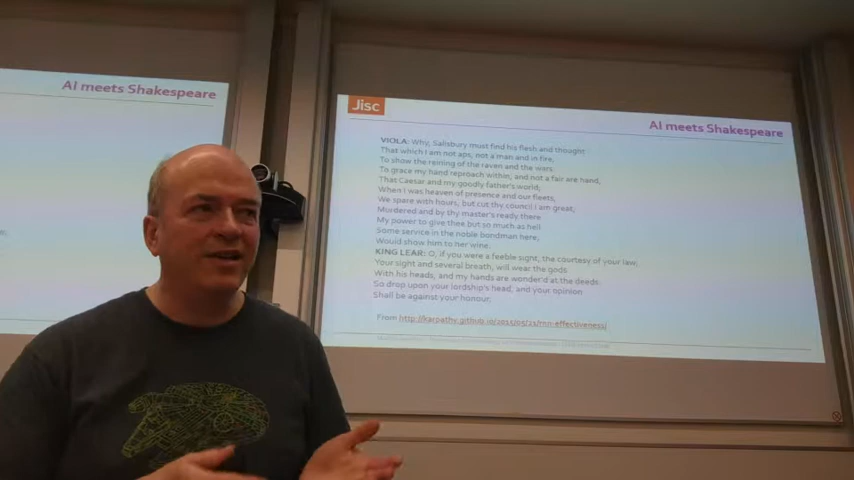 AI meets Shakespeare
Jisc
AI meets Shakespeare
VIOLA: Why, Salisbury must find his flesh and thought
That which I am not aps, not a man and in fire,
To show the reining of the raven and the wars
To grace my hand reproach within, and not a fair are hand,
That Caesar and my goodly father's world;
When I was heaven of presence and our fleets,
We spare with hours, but cut thy council I am great,
Murdered and by thy master's ready there
My power to give thee but so much as hell:
Some service in the noble bondman here,
Would show him to her wine.
KING LEAR: O, if you were a feeble sight, the courtesy of your law,
Your sight and several breath, will wear the gods
With his heads, and my hands are wonder'd at the deeds,
So drop upon your lordship's head, and your opinion
Shall be against your honour.
From http://karpathy.github.io/2015/05/21/rnn-effectiveness/